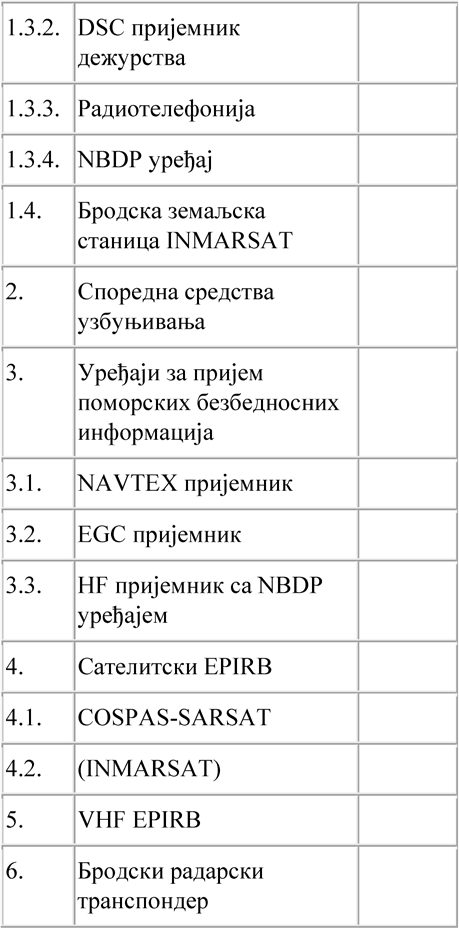 1.3.2. DSC пријемник
дежурства
1.3.3. Радиотелефонија
1.3.4. NBDP уређај
1.4. Бродска земаљска
станица INMARSAT
2. Споредна средства
узбуњивања
3. Уређаји за пријем
поморских безбедносних
информација
3.1. NAVTEX пријемник
3.2. EGC пријемник
3.3. HF пријемник са NBDP
уређајем
4. Сателитски EPIRB
4.1. COSPAS-SARSAT
4.2. (INMARSAT)
5. VHF EPIRB
6. Бродски радарски
транспондер